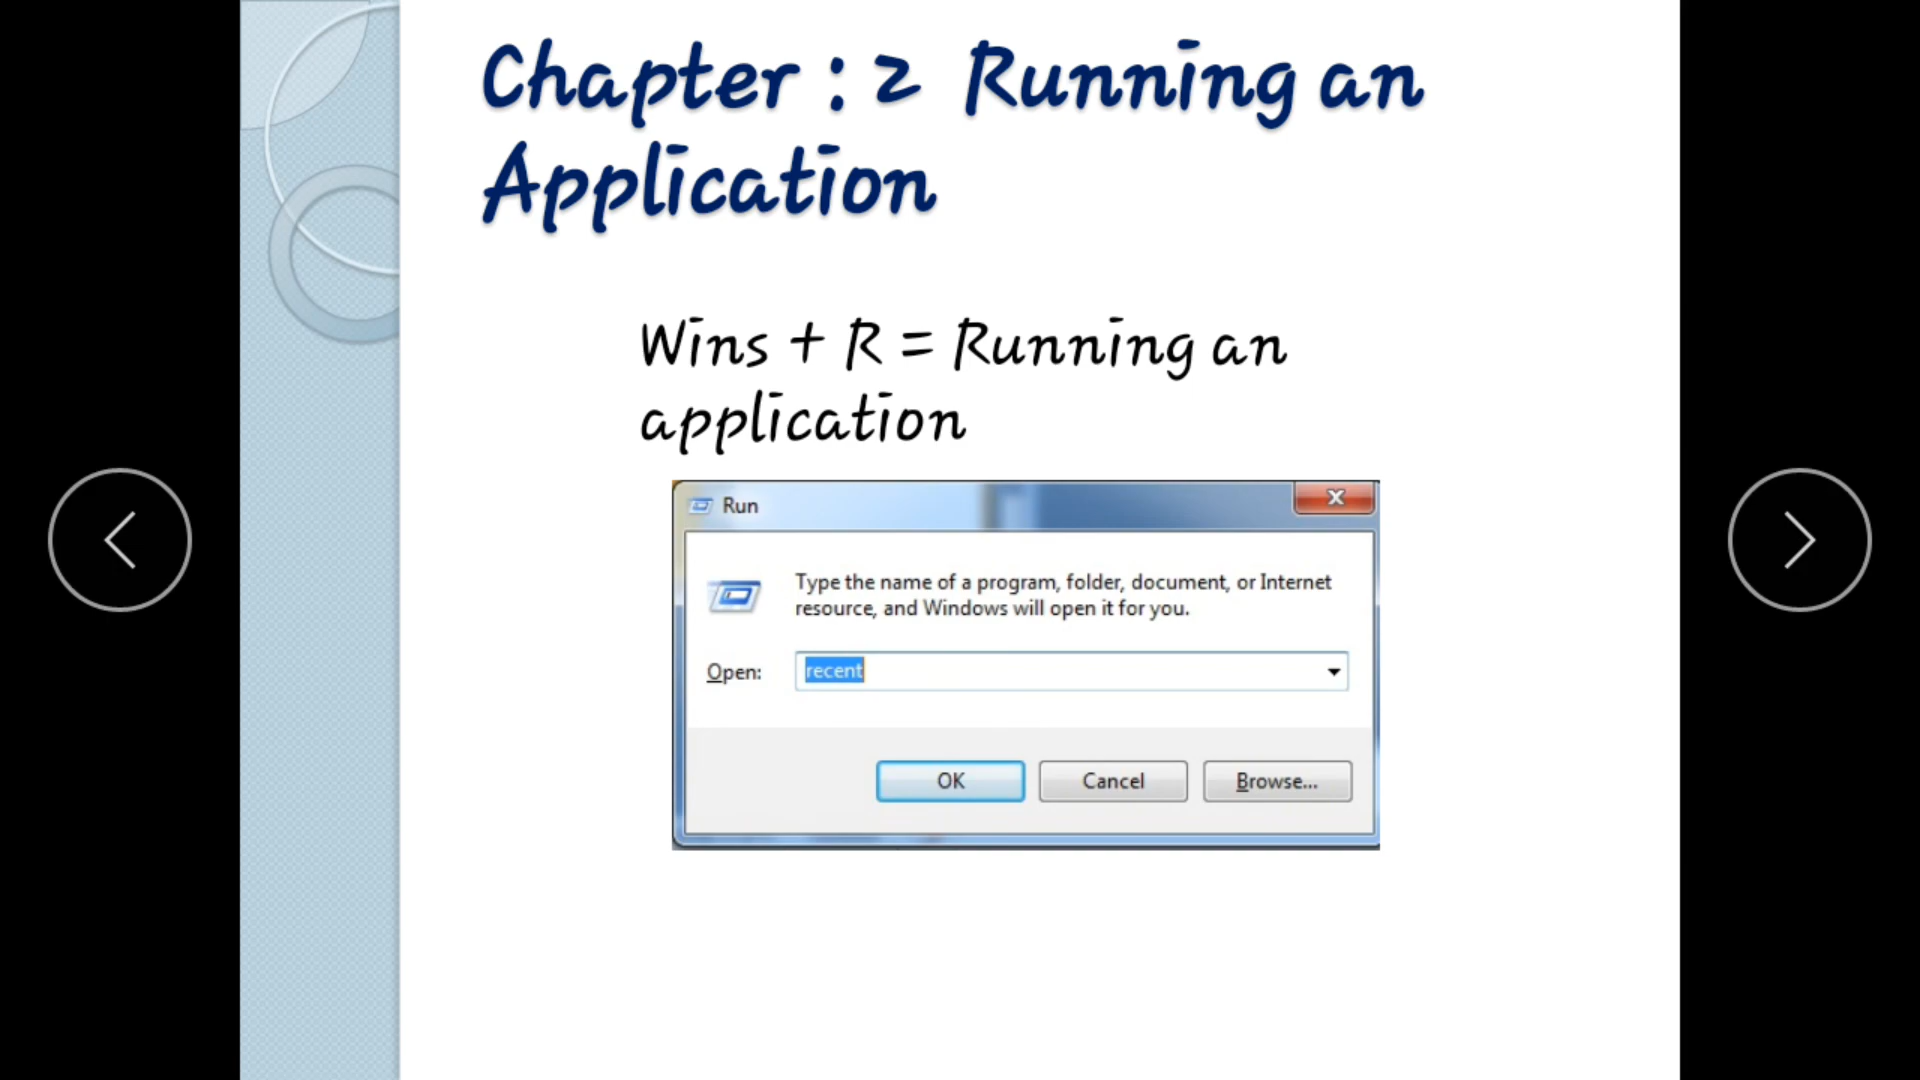 Chapter : 2 Running an
Application
Wins + R = Running an
application
Run
Type the name of a program, folder, document, or Internet
resource, and Windows will open it for you.
Open: recent
OK Cancel Browse...